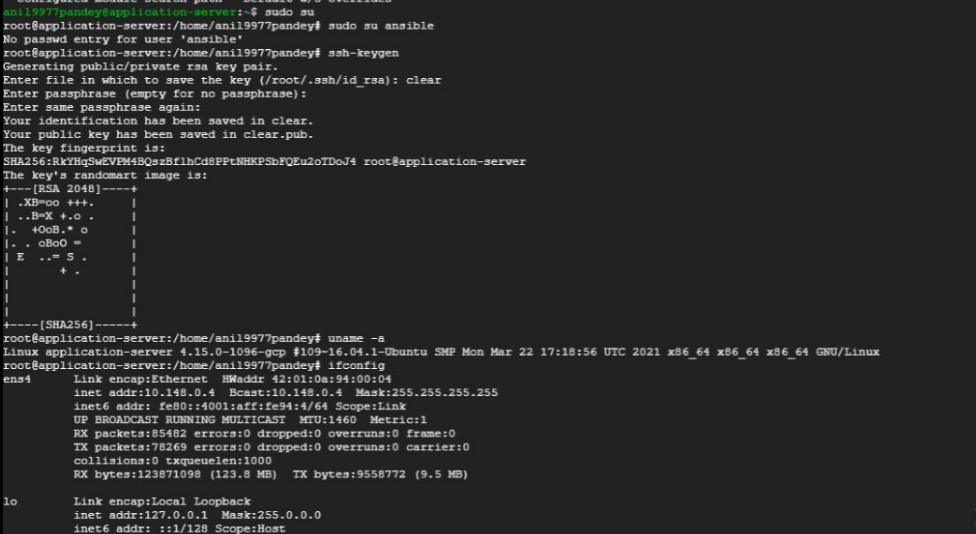 configured module search path = Default w/o overrides
anil9977pandey@application-server:~$ sudo su
root@application-server:/home/anil9977pandey# sudo su ansible
No passwd entry for user 'ansible'
root@application-server:/home/anil9977pandey# ssh-keygen
Generating public/private rsa key pair.
Enter file in which to save the key (/root/.ssh/id_rsa): clear
Enter passphrase (empty for no passphrase):
Enter same passphrase again:
Your identification has been saved in clear.
Your public key has been saved in clear.pub.
The key fingerprint is:
SHA256:RkYHqSwEVPM4BQszBflhCd8PPtNHKPSbFQEu2oTDoJ4 root@application-server
The key's randomart image is:
+---[RSA 2048]----+
| .XB=oo +++.     |
| ..B=X +.o .     |
|.  +OoB.* o      |
|. . oBoO =       |
| E  ..= S .      |
|       + .       |
|                 |
|                 |
|                 |
+----[SHA256]-----+
root@application-server:/home/anil9977pandey# uname -a
Linux application-server 4.15.0-1096-gcp #109~16.04.1-Ubuntu SMP Mon Mar 22 17:18:56 UTC 2021 x86_64 x86_64 x86_64 GNU/Linux
root@application-server:/home/anil9977pandey# ifconfig
ens4      Link encap:Ethernet  HWaddr 42:01:0a:94:00:04
          inet addr:10.148.0.4  Bcast:10.148.0.4  Mask:255.255.255.255
          inet6 addr: fe80::4001:aff:fe94:4/64 Scope:Link
          UP BROADCAST RUNNING MULTICAST  MTU:1460  Metric:1
          RX packets:85482 errors:0 dropped:0 overruns:0 frame:0
          TX packets:78269 errors:0 dropped:0 overruns:0 carrier:0
          collisions:0 txqueuelen:1000
          RX bytes:123871098 (123.8 MB)  TX bytes:9558772 (9.5 MB)
lo        Link encap:Local Loopback
          inet addr:127.0.0.1  Mask:255.0.0.0
          inet6 addr: ::1/128 Scope:Host